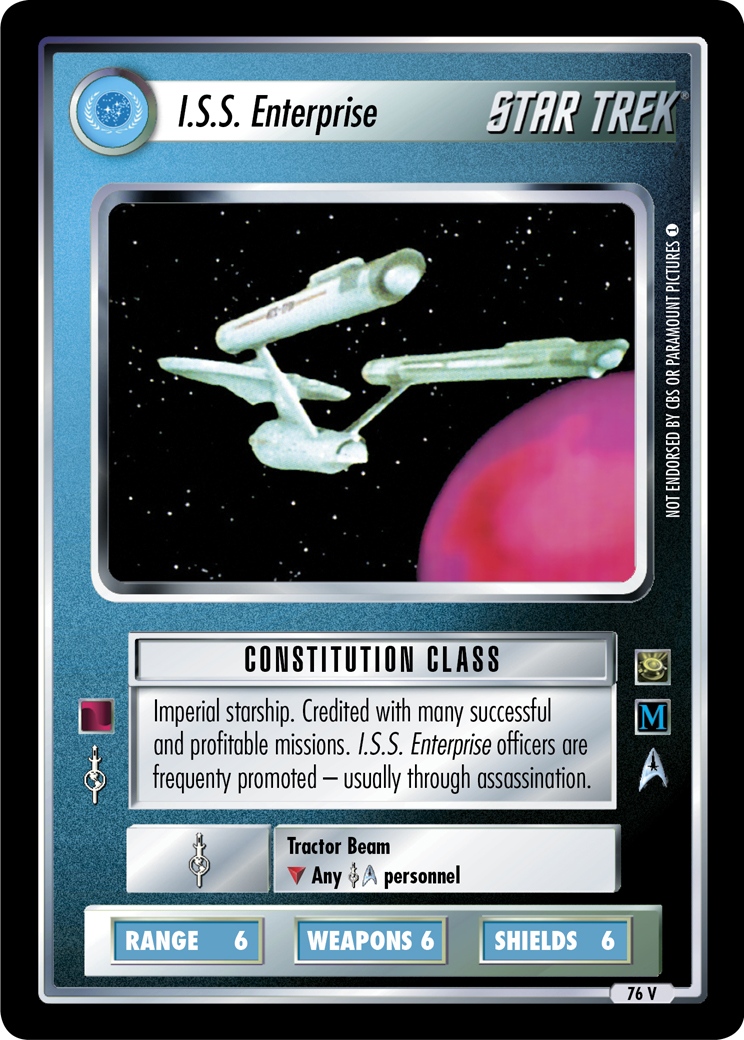 I.S.S. Enterprise
STAR TREK®
NOT ENDORSED BY CBS OR PARAMOUNT PICTURES 1
CONSTITUTION CLASS
Imperial starship. Credited with many successful
and profitable missions. I.S.S. Enterprise officers are
frequenty promoted – usually through assassination.
M
Tractor Beam
Any personnel
RANGE 6
WEAPONS 6
SHIELDS 6
76 V